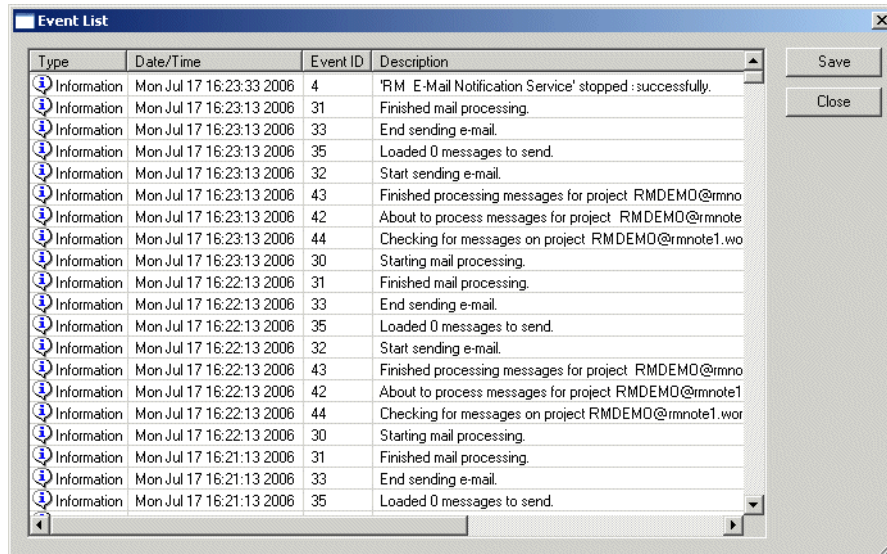 Event List
Type Date/Time Event ID Description
Information Mon Jul 17 16:23:33 2006 4 'RM E-Mail Notification Service' stopped :successfully.
Information Mon Jul 17 16:23:13 2006 31 Finished mail processing.
Information Mon Jul 17 16:23:13 2006 33 End sending e-mail.
Information Mon Jul 17 16:23:13 2006 35 Loaded 0 messages to send.
Information Mon Jul 17 16:23:13 2006 32 Start sending e-mail.
Information Mon Jul 17 16:23:13 2006 43 Finished processing messages for project RMDEMO@rmno
Information Mon Jul 17 16:23:13 2006 42 About to process messages for project RMDEMO@rmnote
Information Mon Jul 17 16:23:13 2006 44 Checking for messages on project RMDEMO@rmnote1.wo
Information Mon Jul 17 16:23:13 2006 30 Starting mail processing.
Information Mon Jul 17 16:22:13 2006 31 Finished mail processing.
Information Mon Jul 17 16:22:13 2006 33 End sending e-mail.
Information Mon Jul 17 16:22:13 2006 35 Loaded 0 messages to send.
Information Mon Jul 17 16:22:13 2006 32 Start sending e-mail.
Information Mon Jul 17 16:22:13 2006 43 Finished processing messages for project RMDEMO@rmno
Information Mon Jul 17 16:22:13 2006 42 About to process messages for project RMDEMO@rmnote1
Information Mon Jul 17 16:22:13 2006 44 Checking for messages on project RMDEMO@rmnote1.wor
Information Mon Jul 17 16:22:13 2006 30 Starting mail processing.
Information Mon Jul 17 16:21:13 2006 31 Finished mail processing.
Information Mon Jul 17 16:21:13 2006 33 End sending e-mail.
Information Mon Jul 17 16:21:13 2006 35 Loaded 0 messages to send.
Save
Close